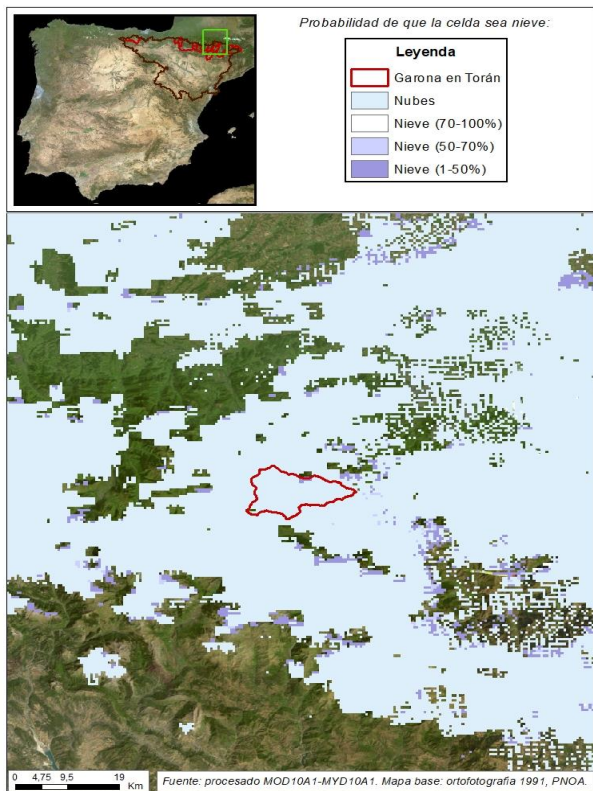 Probabilidad de que la celda sea nieve:
Leyenda
Garona en Torán
Nubes
Nieve (70-100%)
Nieve (50-70%)
Nieve (1-50%)
0 4,75 9,5 19
Km
Fuente: procesado MOD10A1-MYD10A1. Mapa base: ortofotografia 1991, PNOA.